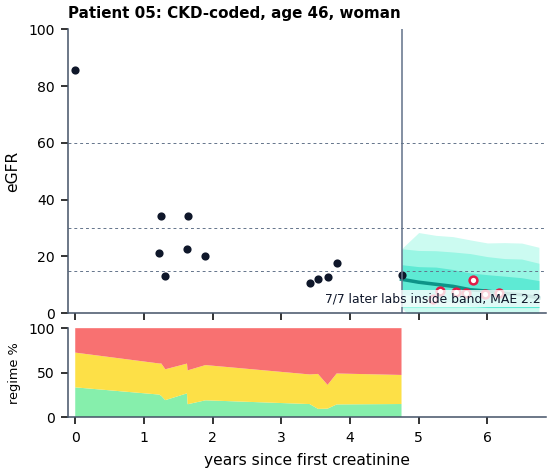 Patient 05: CKD-coded, age 46, woman
100
80
60
40
20
0
eGFR
7/7 later labs inside band, MAE 2.2
100
50
0
regime %
0 1 2 3 4 5 6
years since first creatinine